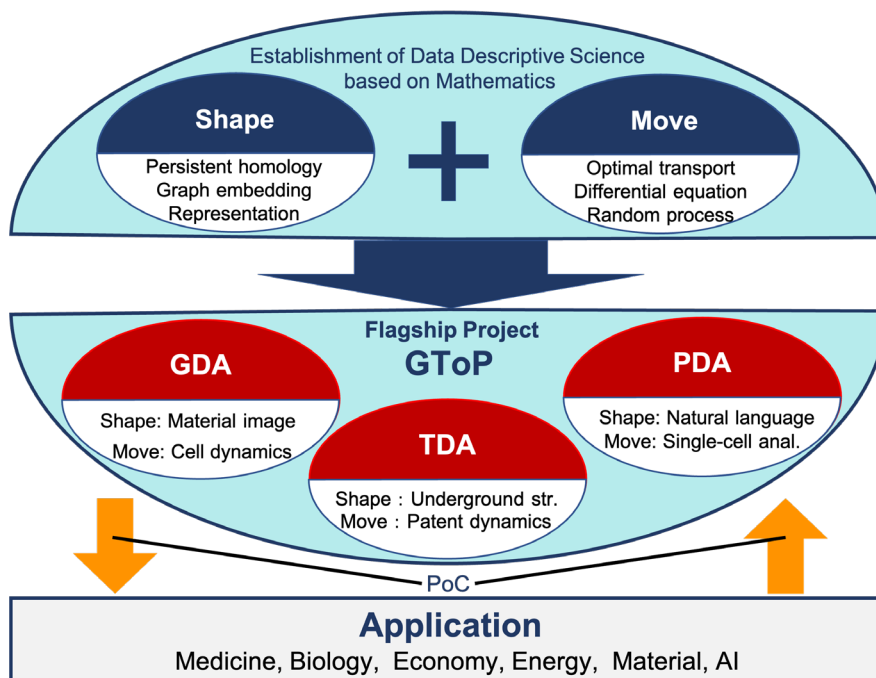 Establishment of Data Descriptive Science
based on Mathematics
Shape
Persistent homology
Graph embedding
Representation
Move
Optimal transport
Differential equation
Random process
Flagship Project
GToP
GDA
Shape: Material image
Move: Cell dynamics
TDA
Shape : Underground str.
Move : Patent dynamics
PDA
Shape: Natural language
Move: Single-cell anal.
PoC
Application
Medicine, Biology, Economy, Energy, Material, AI